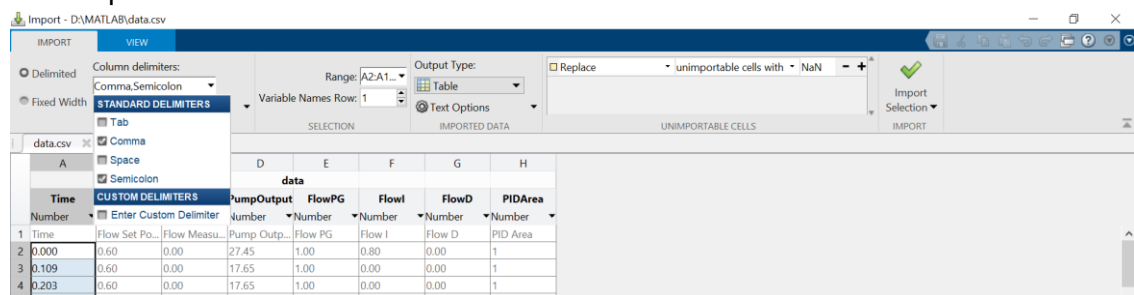 Import - D:\MATLAB\data.csv
IMPORT VIEW
Delimited
Fixed Width
Column delimiters:
Comma,Semicolon
STANDARD DELIMITERS
Tab
Comma
Space
Semicolon
CUSTOM DELIMITERS
Enter Custom Delimiter
Range: A2:A1...
Variable Names Row: 1
SELECTION
Output Type:
Table
Text Options
IMPORTED DATA
Replace unimportable cells with NaN
UNIMPORTABLE CELLS
Import
Selection
IMPORT
data.csv
A D E F G H
data
Time PumpOutput FlowPG FlowI FlowD PIDArea
Number Number Number Number Number Number
1 Time Flow Set Po... Flow Measu... Pump Outp... Flow PG Flow I Flow D PID Area
2 0.000 0.60 0.00 27.45 1.00 0.80 0.00 1
3 0.109 0.60 0.00 17.65 1.00 0.00 0.00 1
4 0.203 0.60 0.00 17.65 1.00 0.00 0.00 1